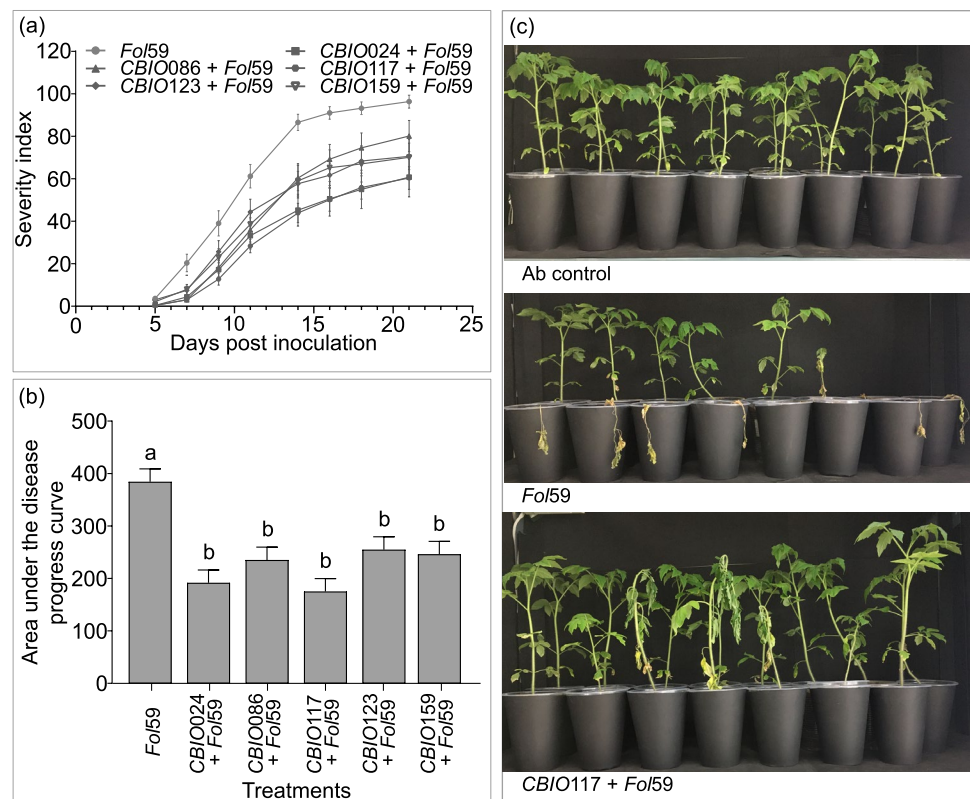 (a)
120
100
80
60
40
20
0
Severity index
Fol59
CBIO086 + Fol59
CBIO123 + Fol59
CBIO024 + Fol59
CBIO117 + Fol59
CBIO159 + Fol59
0 5 10 15 20 25
Days post inoculation
(b)
500
400
300
200
100
0
Area under the disease
progress curve
a
b
b
b
b
b
Fol59
CBIO024
+ Fol59
CBIO086
+ Fol59
CBIO117
+ Fol59
CBIO123
+ Fol59
CBIO159
+ Fol59
Treatments
(c)
Ab control
Fol59
CBIO117 + Fol59